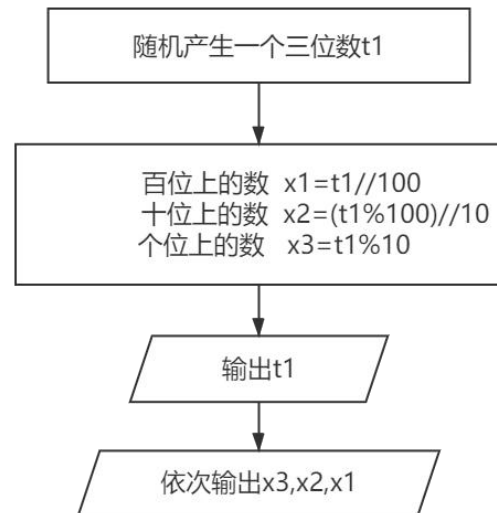 随机产生一个三位数t1
百位上的数 x1=t1//100
十位上的数 x2=(t1%100)//10
个位上的数 x3=t1%10
输出t1
依次输出x3,x2,x1